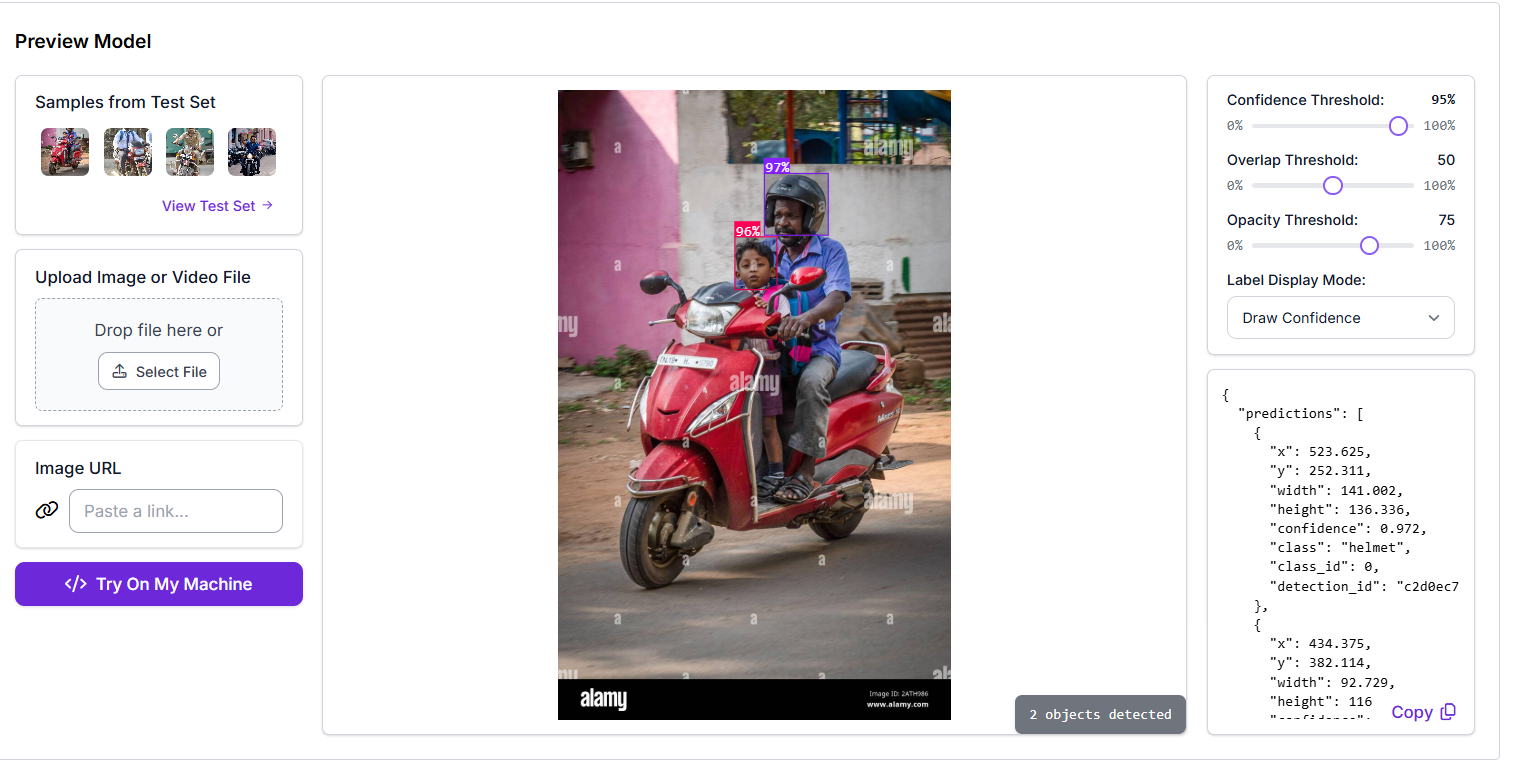 Preview Model
Samples from Test Set
View Test Set →
Upload Image or Video File
Drop file here or
Select File
Image URL
Paste a link...
</> Try On My Machine
97%
96%
alamy
a
alamy
www.alamy.com
Image ID: 2ATH986
2 objects detected
Confidence Threshold: 95%
0% 100%
Overlap Threshold: 50
0% 100%
Opacity Threshold: 75
0% 100%
Label Display Mode:
Draw Confidence
{
"predictions": [
{
"x": 523.625,
"y": 252.311,
"width": 141.002,
"height": 136.336,
"confidence": 0.972,
"class": "helmet",
"class_id": 0,
"detection_id": "c2d0ec7
},
{
"x": 434.375,
"y": 382.114,
"width": 92.729,
"height": 116
Copy